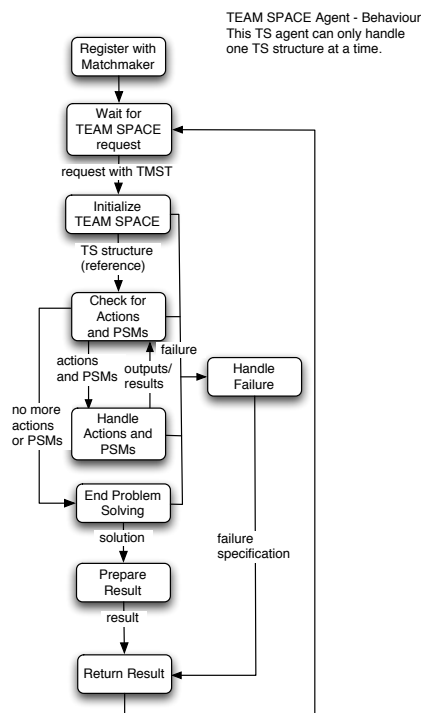 TEAM SPACE Agent - Behaviour
This TS agent can only handle
one TS structure at a time.
Register with
Matchmaker
Wait for
TEAM SPACE
request
request with TMST
Initialize
TEAM SPACE
TS structure
(reference)
Check for
Actions
and PSMs
failure
actions
and PSMs
outputs/
results
Handle
Failure
no more
actions
or PSMs
Handle
Actions and
PSMs
End Problem
Solving
solution
failure
specification
Prepare
Result
result
Return Result